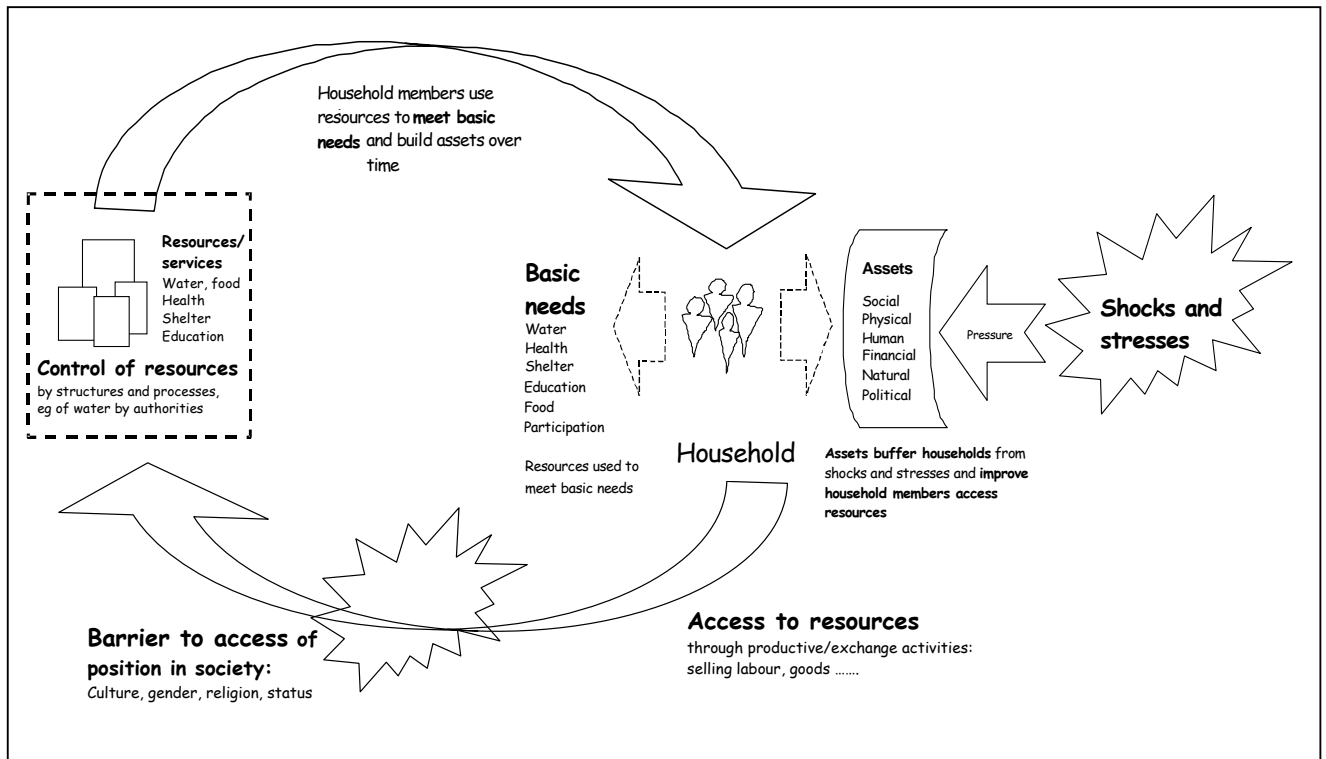 Household members use
resources to meet basic
needs and build assets over
time
Resources/
services
Water, food
Health
Shelter
Education
Control of resources
by structures and processes,
eg of water by authorities
Basic
needs
Water
Health
Shelter
Education
Food
Participation
Resources used to
meet basic needs
Household
Assets
Social
Physical
Human
Financial
Natural
Political
Pressure
Shocks and
stresses
Assets buffer households from
shocks and stresses and improve
household members access
resources
Barrier to access of
position in society:
Culture, gender, religion, status
Access to resources
through productive/exchange activities:
selling labour, goods .......